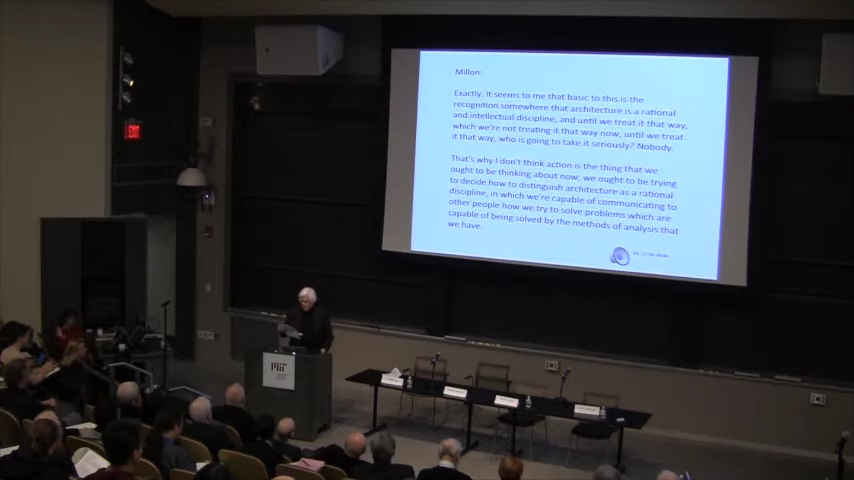 Millon:
Exactly. It seems to me that basic to this is the
recognition somewhere that architecture is a rational
and intellectual discipline, and until we treat it that way,
which we're not treating it that way now, until we treat
it that way, who is going to take it seriously? Nobody.
That's why I don't think action is the thing that we
ought to be thinking about now, we ought to be trying
to decide how to distinguish architecture as a rational
discipline, in which we're capable of communicating to
other people how we try to solve problems which are
capable of being solved by the methods of analysis that
we have.
EXIT
MIT